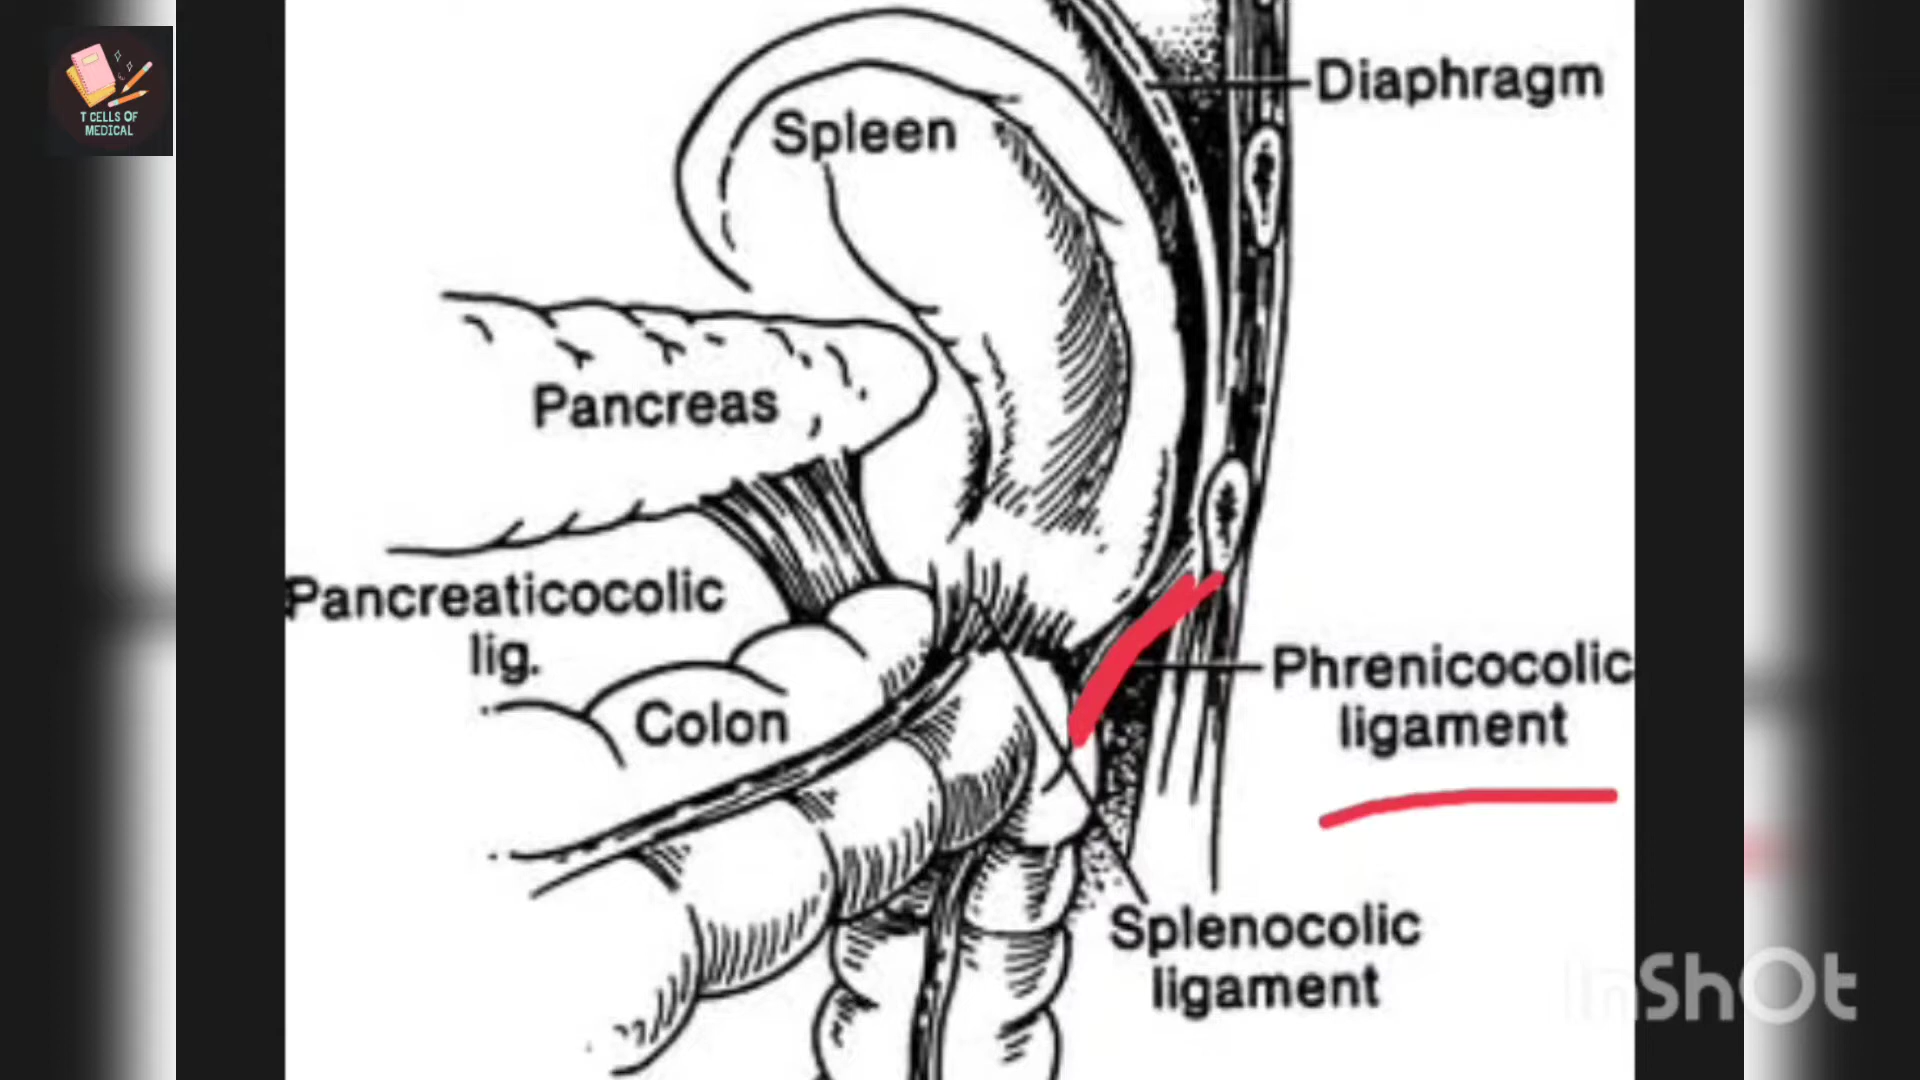 T CELLS OF
MEDICAL
Diaphragm
Spleen
Pancreas
Pancreaticocolic
lig.
Colon
Phrenicocolic
ligament
Splenocolic
ligament
InShOt